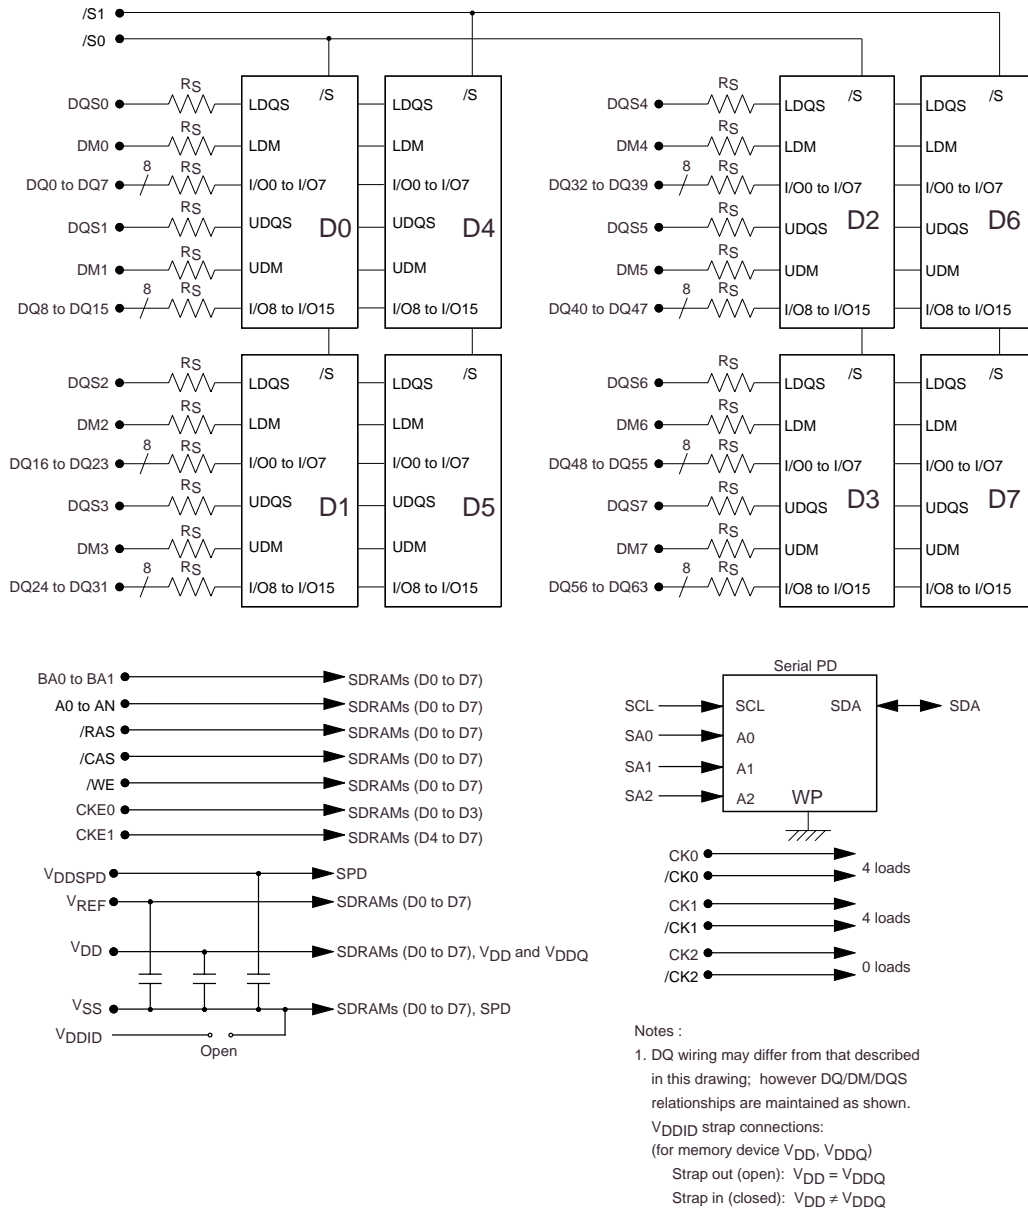 /S1
/S0
RS
DQS0
LDQS
/S
LDQS
/S
RS
DM0
LDM
LDM
8
RS
DQ0 to DQ7
I/O0 to I/O7
I/O0 to I/O7
RS
DQS1
UDQS
D0
UDQS
D4
RS
DM1
UDM
UDM
8
RS
DQ8 to DQ15
I/O8 to I/O15
I/O8 to I/O15
RS
DQS4
LDQS
/S
LDQS
/S
RS
DM4
LDM
LDM
8
RS
DQ32 to DQ39
I/O0 to I/O7
I/O0 to I/O7
RS
DQS5
UDQS
D2
UDQS
D6
RS
DM5
UDM
UDM
8
RS
DQ40 to DQ47
I/O8 to I/O15
I/O8 to I/O15
RS
DQS2
LDQS
/S
LDQS
/S
RS
DM2
LDM
LDM
8
RS
DQ16 to DQ23
I/O0 to I/O7
I/O0 to I/O7
RS
DQS3
UDQS
D1
UDQS
D5
RS
DM3
UDM
UDM
8
RS
DQ24 to DQ31
I/O8 to I/O15
I/O8 to I/O15
RS
DQS6
LDQS
/S
LDQS
/S
RS
DM6
LDM
LDM
8
RS
DQ48 to DQ55
I/O0 to I/O7
I/O0 to I/O7
RS
DQS7
UDQS
D3
UDQS
D7
RS
DM7
UDM
UDM
8
RS
DQ56 to DQ63
I/O8 to I/O15
I/O8 to I/O15
BA0 to BA1
SDRAMs (D0 to D7)
A0 to AN
SDRAMs (D0 to D7)
/RAS
SDRAMs (D0 to D7)
/CAS
SDRAMs (D0 to D7)
/WE
SDRAMs (D0 to D7)
CKE0
SDRAMs (D0 to D3)
CKE1
SDRAMs (D4 to D7)
VDDSPD
SPD
VREF
SDRAMs (D0 to D7)
VDD
SDRAMs (D0 to D7), VDD and VDDQ
VSS
SDRAMs (D0 to D7), SPD
VDDID
Open
Serial PD
SCL
SCL
SDA
SDA
SA0
A0
SA1
A1
SA2
A2
WP
CK0
/CK0
4 loads
CK1
/CK1
4 loads
CK2
/CK2
0 loads
Notes :
1. DQ wiring may differ from that described
in this drawing; however DQ/DM/DQS
relationships are maintained as shown.
VDDID strap connections:
(for memory device VDD, VDDQ)
Strap out (open): VDD = VDDQ
Strap in (closed): VDD ≠ VDDQ